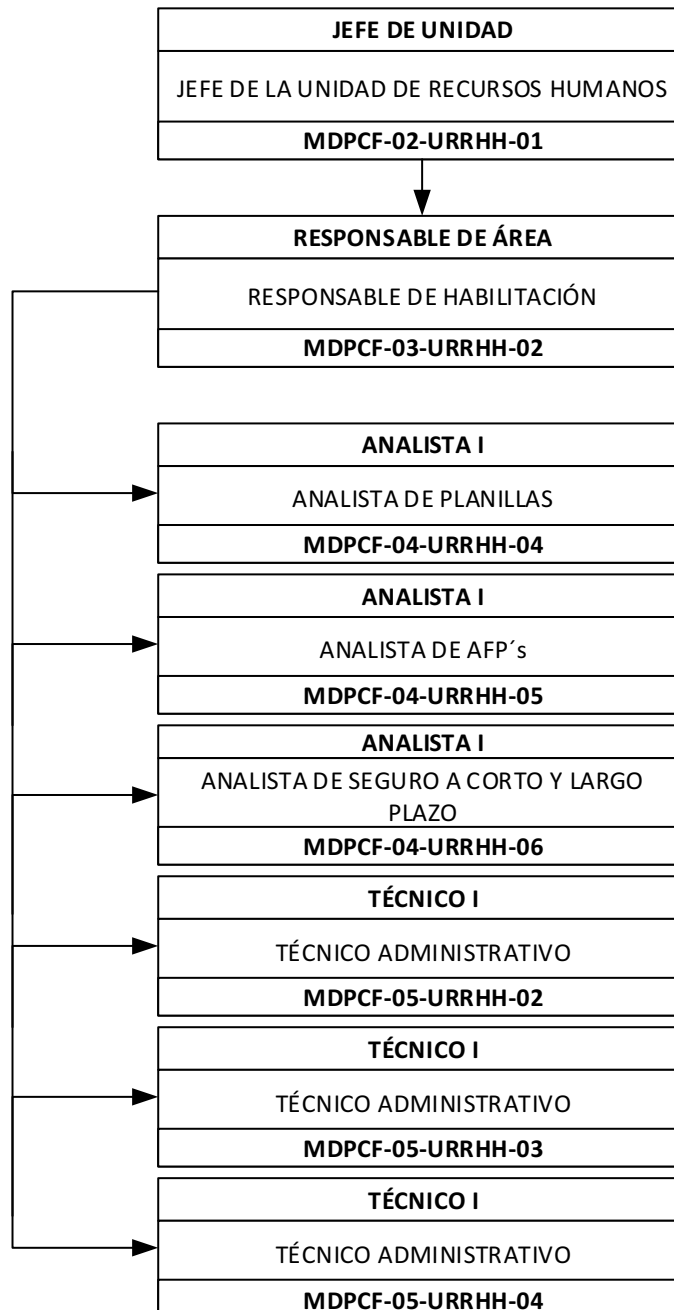 JEFE DE UNIDAD
JEFE DE LA UNIDAD DE RECURSOS HUMANOS
MDPCF-02-URRHH-01
RESPONSABLE DE ÁREA
RESPONSABLE DE HABILITACIÓN
MDPCF-03-URRHH-02
ANALISTA I
ANALISTA DE PLANILLAS
MDPCF-04-URRHH-04
ANALISTA I
ANALISTA DE AFP´s
MDPCF-04-URRHH-05
ANALISTA I
ANALISTA DE SEGURO A CORTO Y LARGO
PLAZO
MDPCF-04-URRHH-06
TÉCNICO I
TÉCNICO ADMINISTRATIVO
MDPCF-05-URRHH-02
TÉCNICO I
TÉCNICO ADMINISTRATIVO
MDPCF-05-URRHH-03
TÉCNICO I
TÉCNICO ADMINISTRATIVO
MDPCF-05-URRHH-04